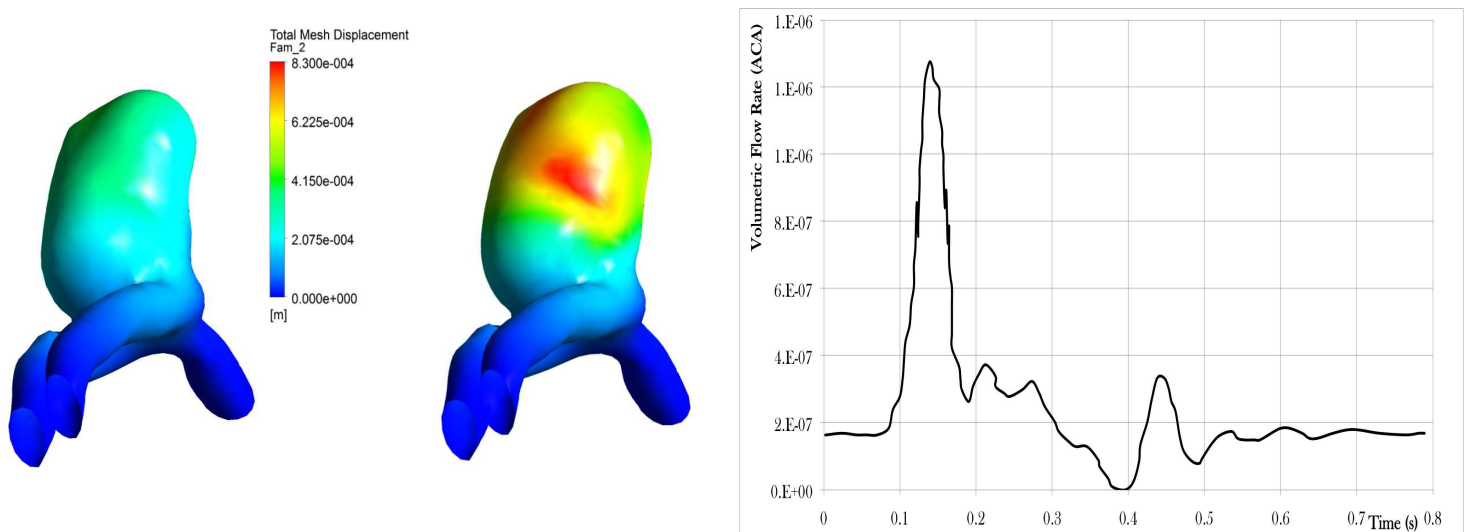 Total Mesh Displacement
Fam_2
8.300e-004
6.225e-004
4.150e-004
2.075e-004
0.000e+000
[m]
Volumetric Flow Rate (ACA)
1.E-06
1.E-06
1.E-06
8.E-07
6.E-07
4.E-07
2.E-07
0.E+00
0 0.1 0.2 0.3 0.4 0.5 0.6 0.7 0.8
Time (s)